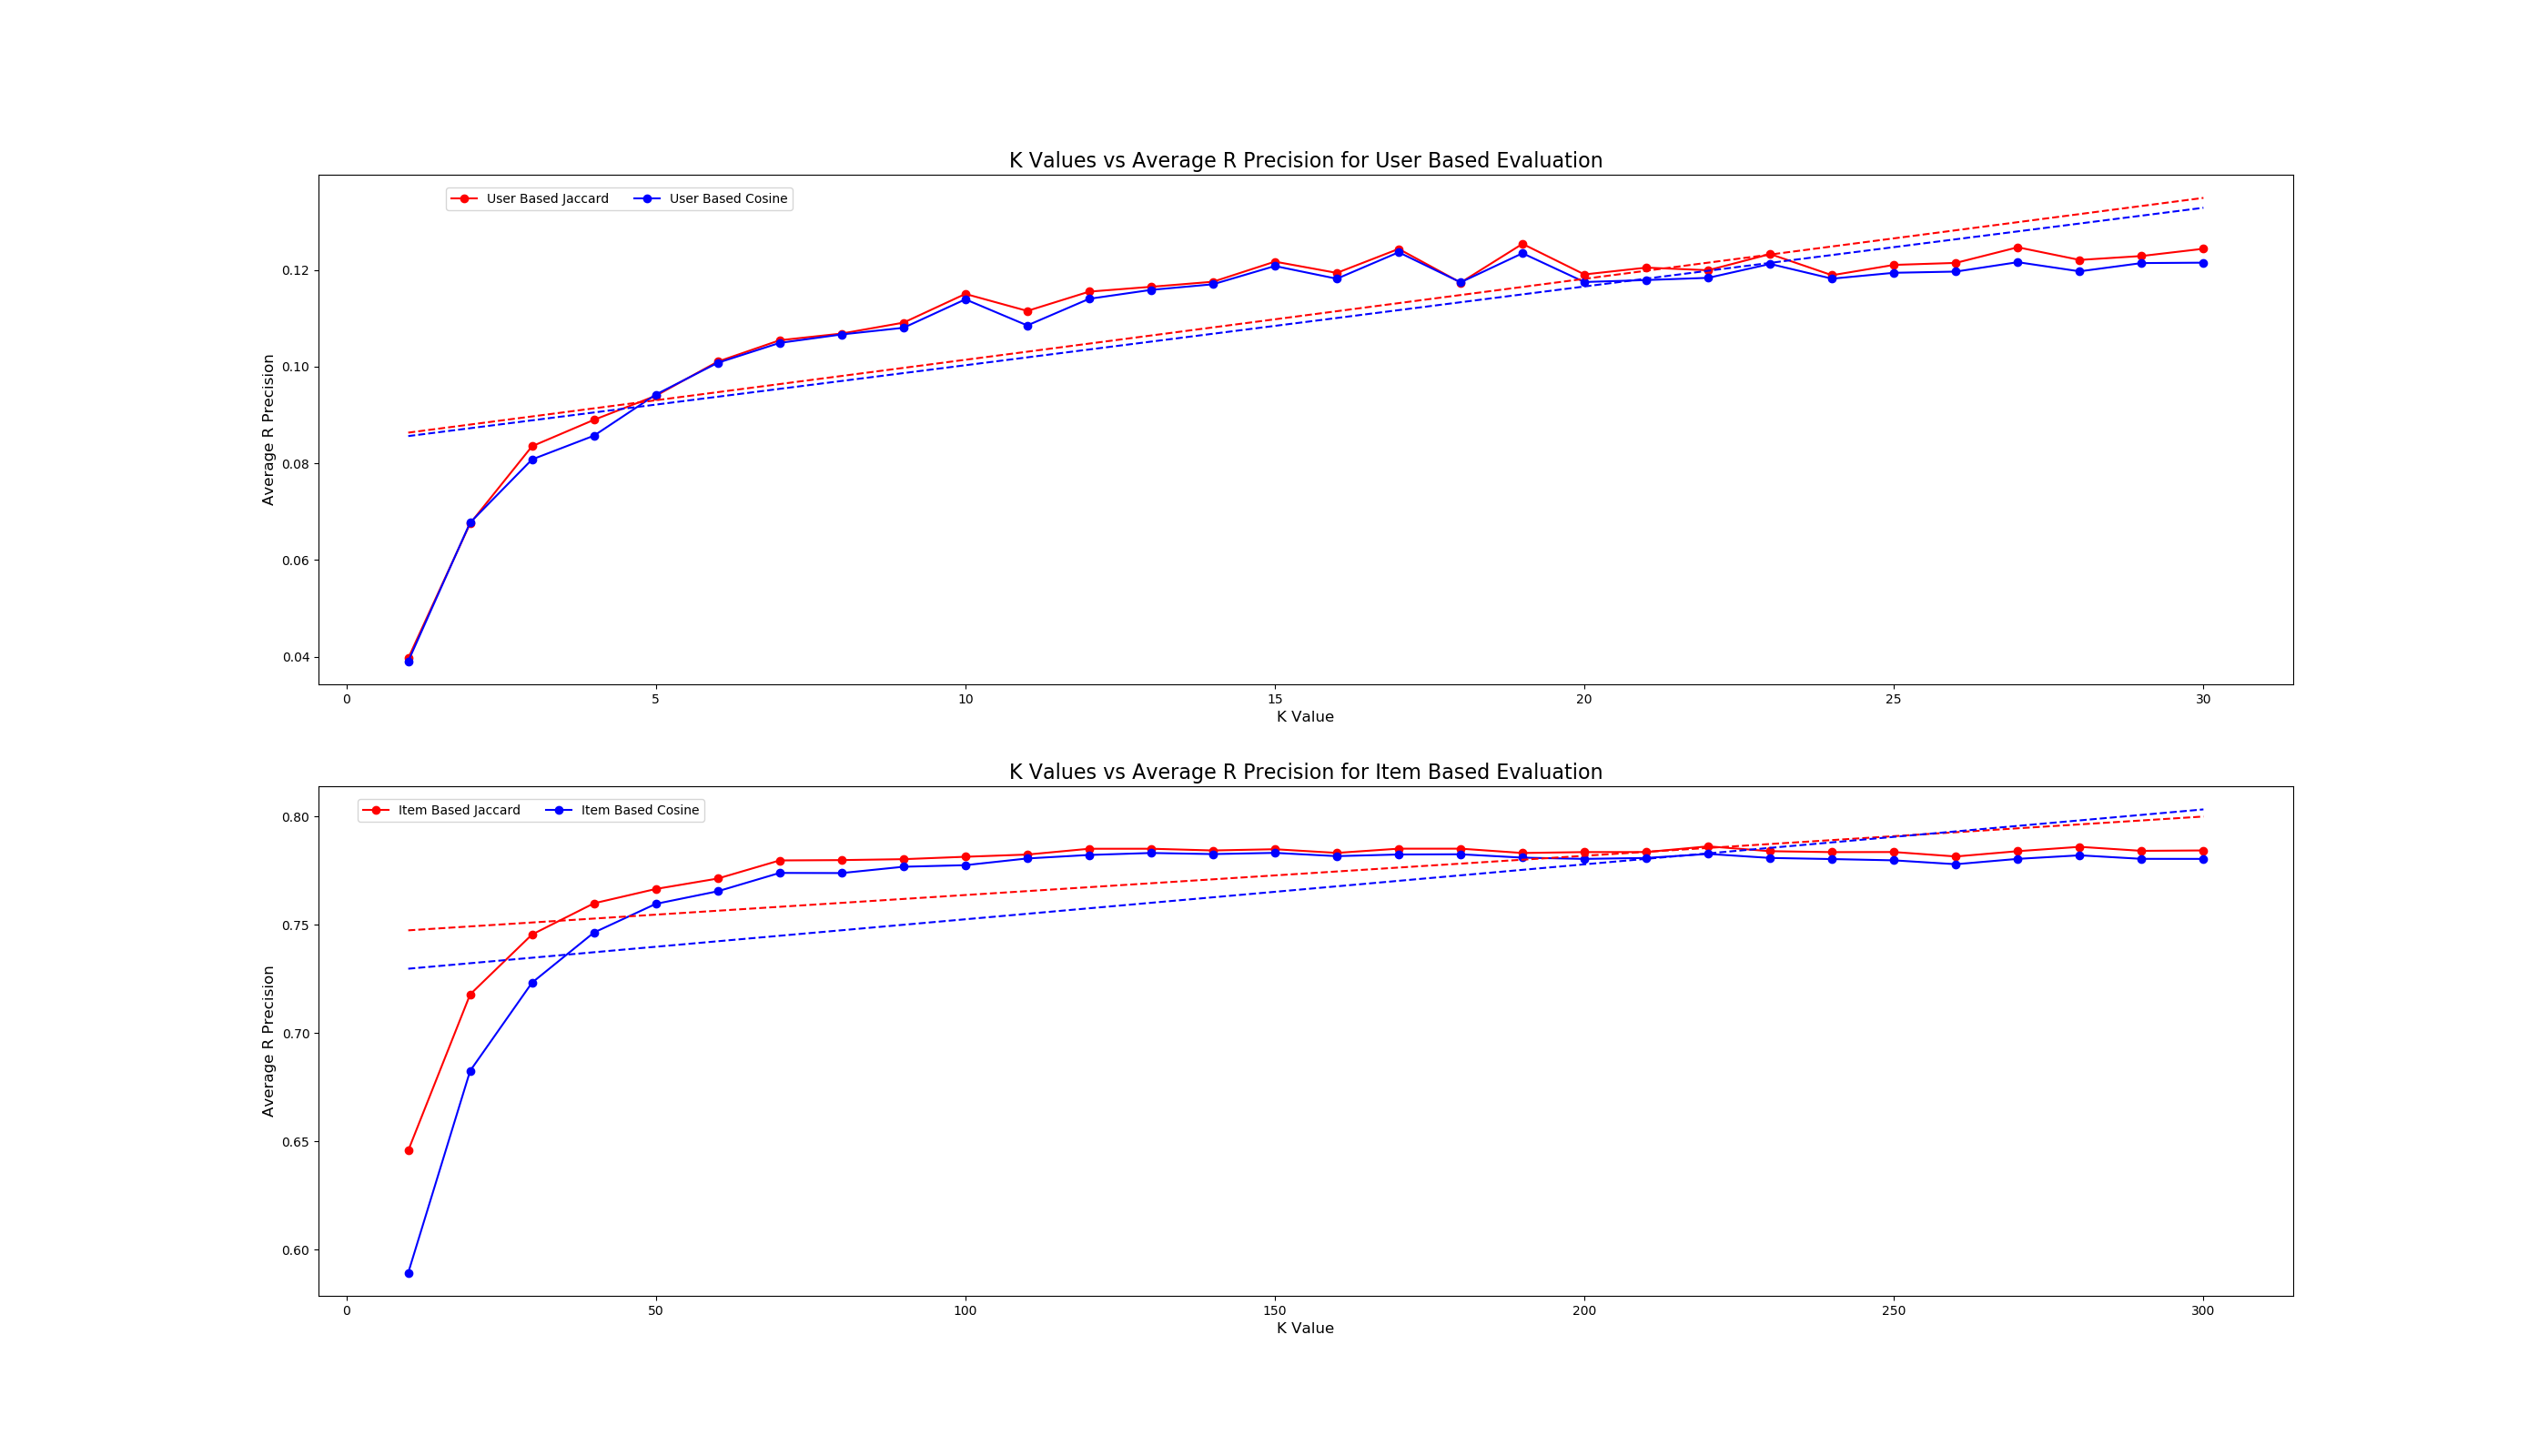 K Values vs Average R Precision for User Based Evaluation
User Based Jaccard User Based Cosine
0.12
0.10
0.08
0.06
0.04
Average R Precision
0 5 10 15 20 25 30
K Value
K Values vs Average R Precision for Item Based Evaluation
Item Based Jaccard Item Based Cosine
0.80
0.75
0.70
0.65
0.60
Average R Precision
0 50 100 150 200 250 300
K Value